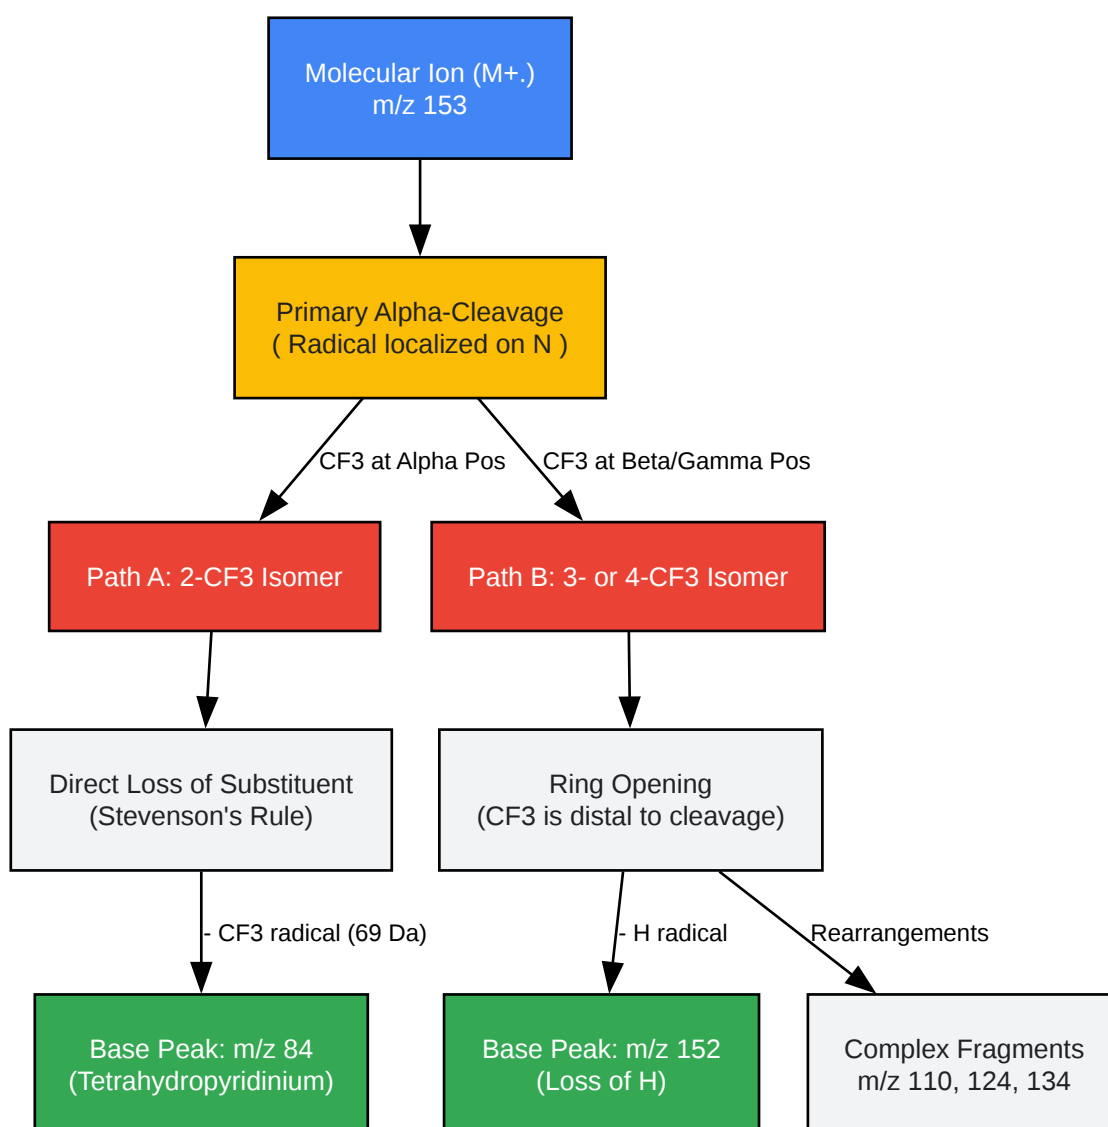 Molecular Ion (M+.)
m/z 153
Primary Alpha-Cleavage
( Radical localized on N )
CF3 at Alpha Pos
CF3 at Beta/Gamma Pos
Path A: 2-CF3 Isomer
Path B: 3- or 4-CF3 Isomer
Direct Loss of Substituent
(Stevenson's Rule)
Ring Opening
(CF3 is distal to cleavage)
- CF3 radical (69 Da)
- H radical
Rearrangements
Base Peak: m/z 84
(Tetrahydropyridinium)
Base Peak: m/z 152
(Loss of H)
Complex Fragments
m/z 110, 124, 134